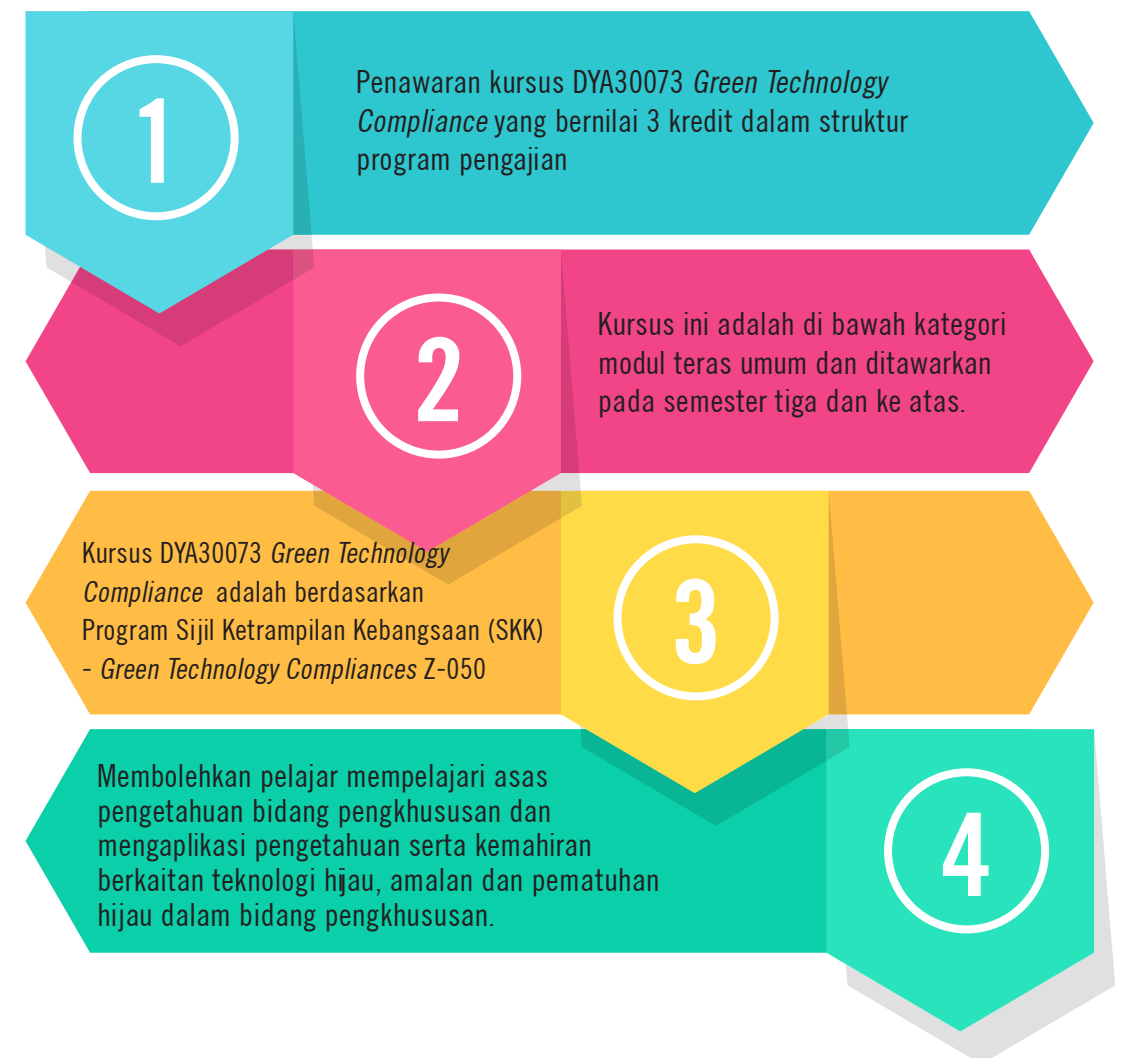 1
Penawaran kursus DYA30073 Green Technology
Compliance yang bernilai 3 kredit dalam struktur
program pengajian
2
Kursus ini adalah di bawah kategori
modul teras umum dan ditawarkan
pada semester tiga dan ke atas.
3
Kursus DYA30073 Green Technology
Compliance adalah berdasarkan
Program Sijil Ketrampilan Kebangsaan (SKK)
- Green Technology Compliances Z-050
4
Membolehkan pelajar mempelajari asas
pengetahuan bidang pengkhususan dan
mengaplikasi pengetahuan serta kemahiran
berkaitan teknologi hijau, amalan dan pematuhan
hijau dalam bidang pengkhususan.